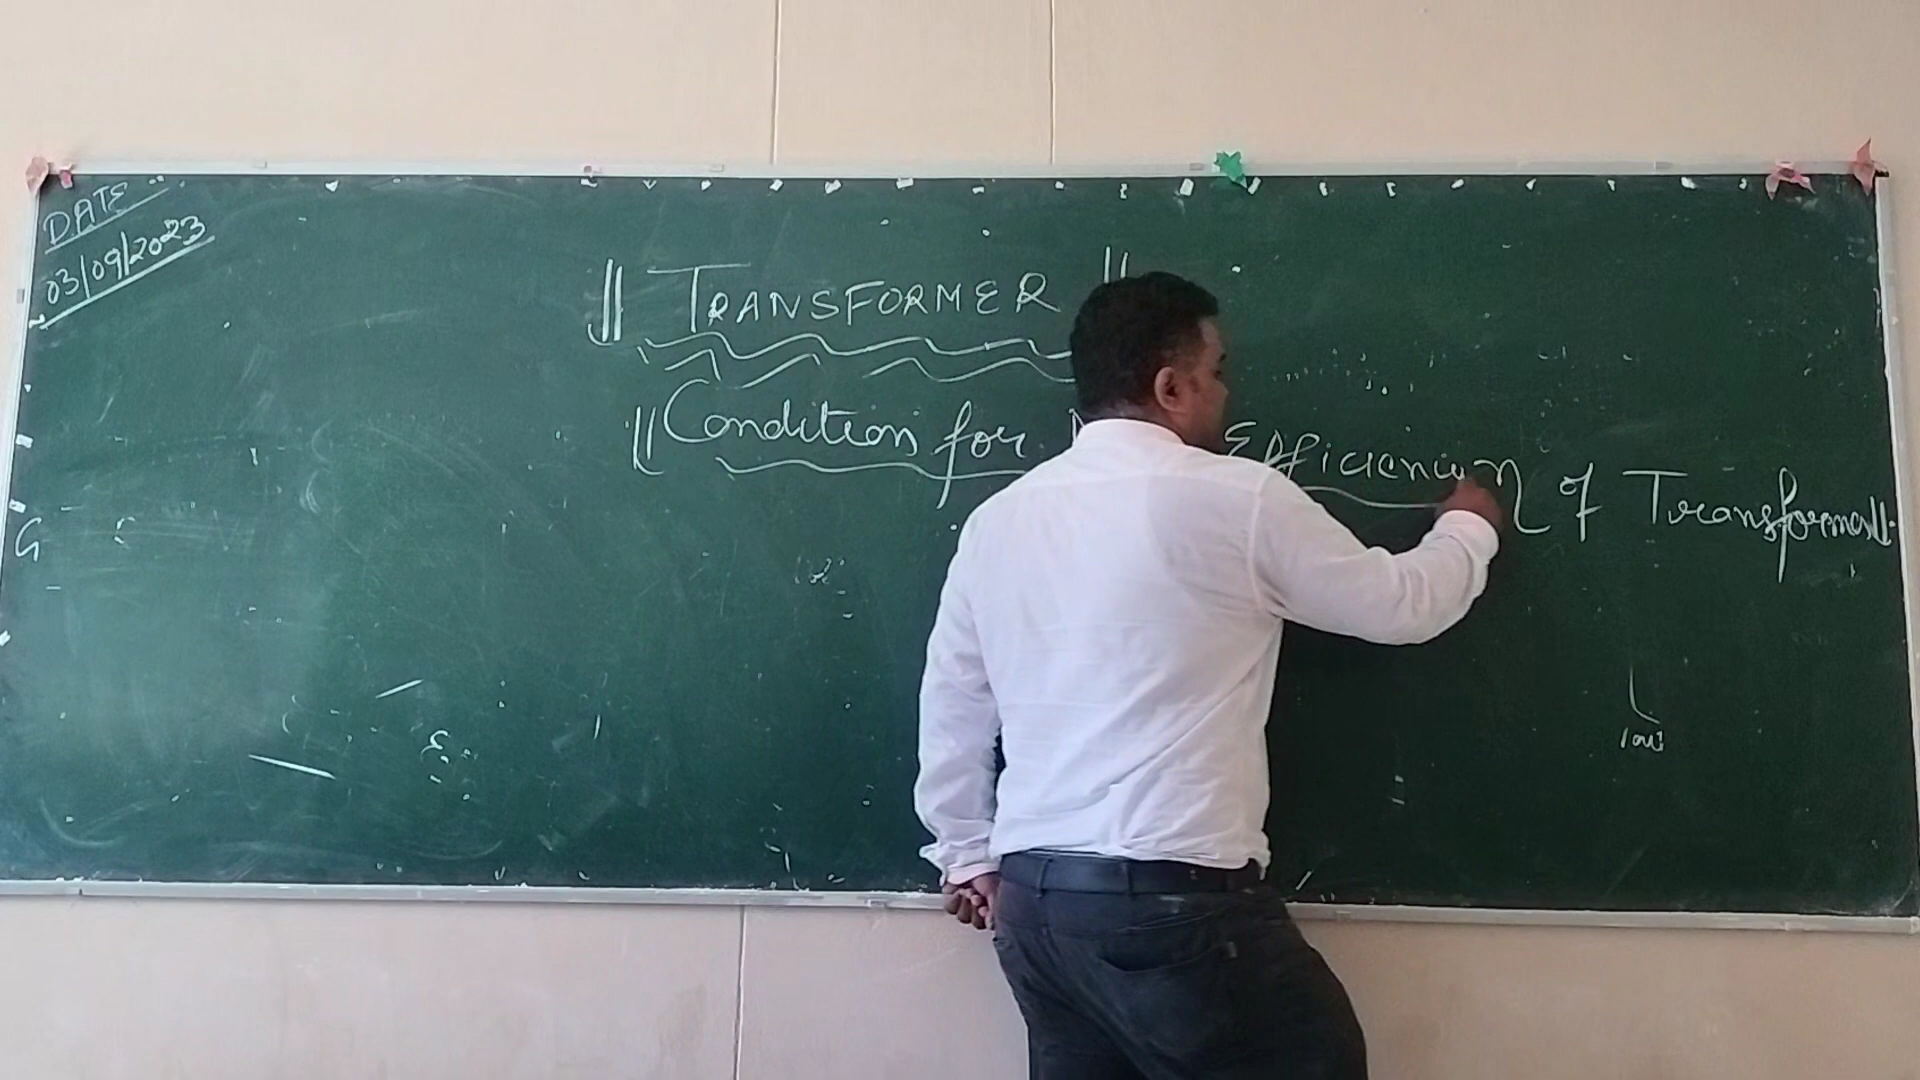 DATE
03/09/2023
TRANSFORMER
Condition for Efficiency of Transformer